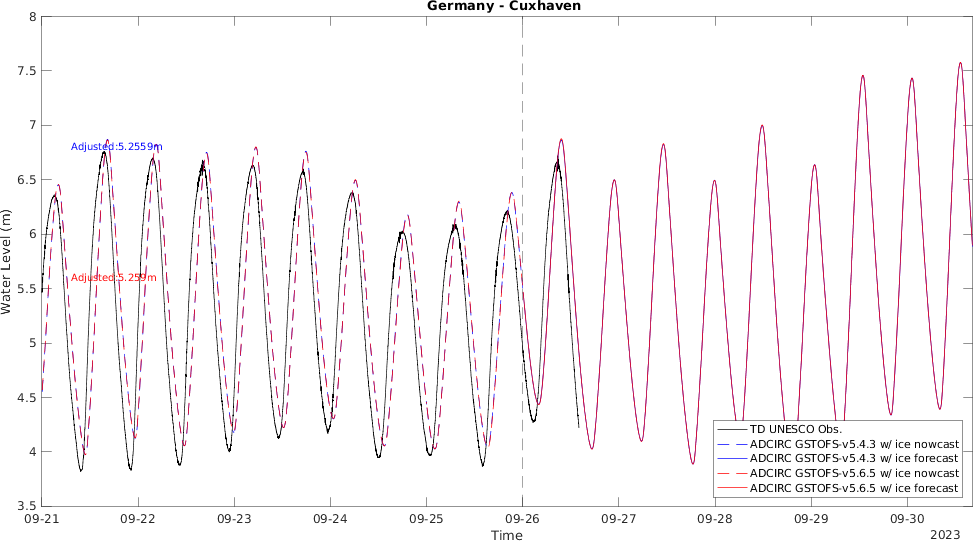 Germany - Cuxhaven
8
7.5
7
6.5
6
5.5
5
4.5
4
3.5
Water Level (m)
Adjusted:5.2559m
Adjusted:5.259m
TD UNESCO Obs.
ADCIRC GSTOFS-v5.4.3 w/ ice nowcast
ADCIRC GSTOFS-v5.4.3 w/ ice forecast
ADCIRC GSTOFS-v5.6.5 w/ ice nowcast
ADCIRC GSTOFS-v5.6.5 w/ ice forecast
09-21 09-22 09-23 09-24 09-25 09-26 09-27 09-28 09-29 09-30
Time
2023